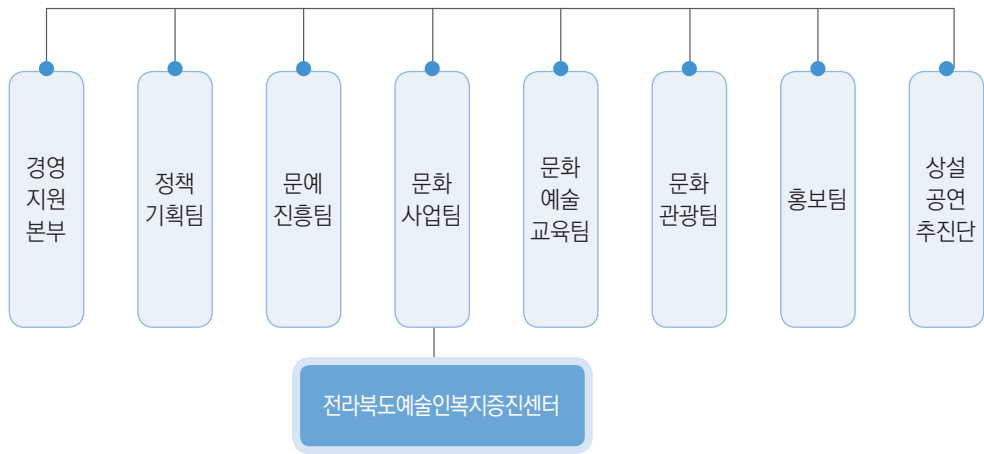 경영
지원
본부
정책
기획팀
문예
진흥팀
문화
사업팀
문화
예술
교육팀
문화
관광팀
홍보팀
상설
공연
추진단
전라북도예술인복지증진센터